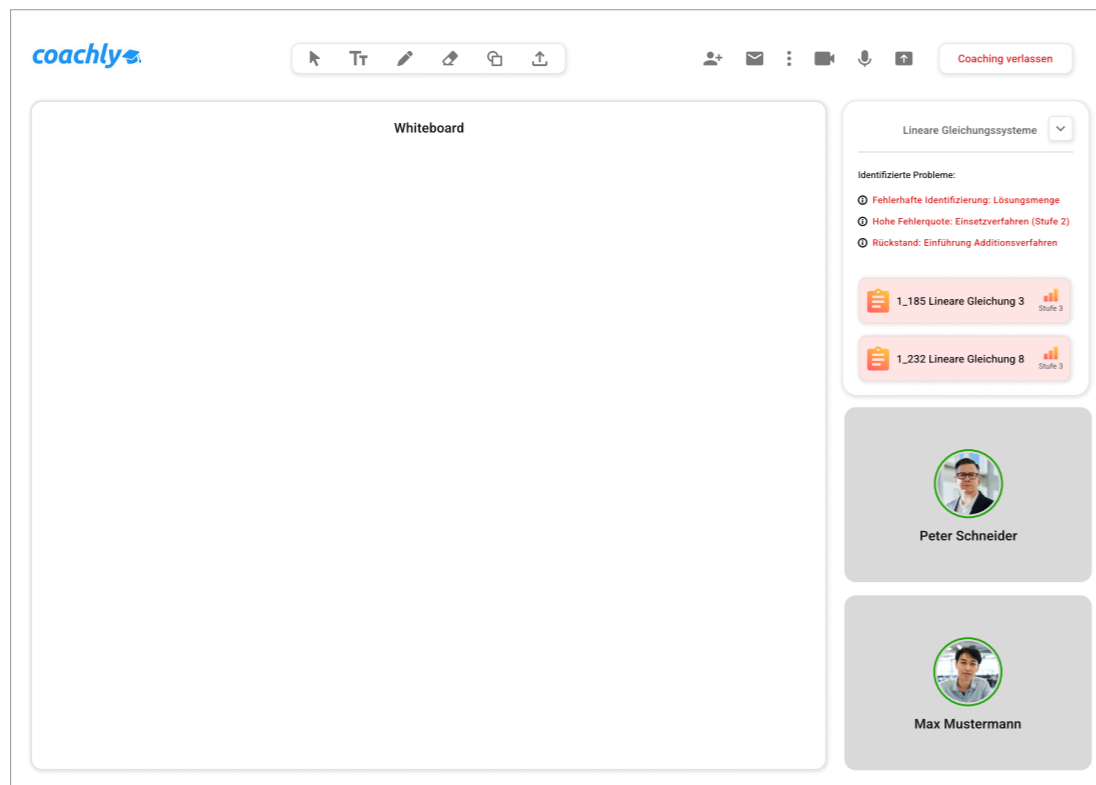 coachly
Tт
Coaching verlassen
Whiteboard
Lineare Gleichungssysteme
Identifizierte Probleme:
Fehlerhafte Identifizierung: Lösungsmenge
Hohe Fehlerquote: Einsetzverfahren (Stufe 2)
Rückstand: Einführung Additionsverfahren
1_185 Lineare Gleichung 3
Stufe 3
1_232 Lineare Gleichung 8
Stufe 3
Peter Schneider
Max Mustermann